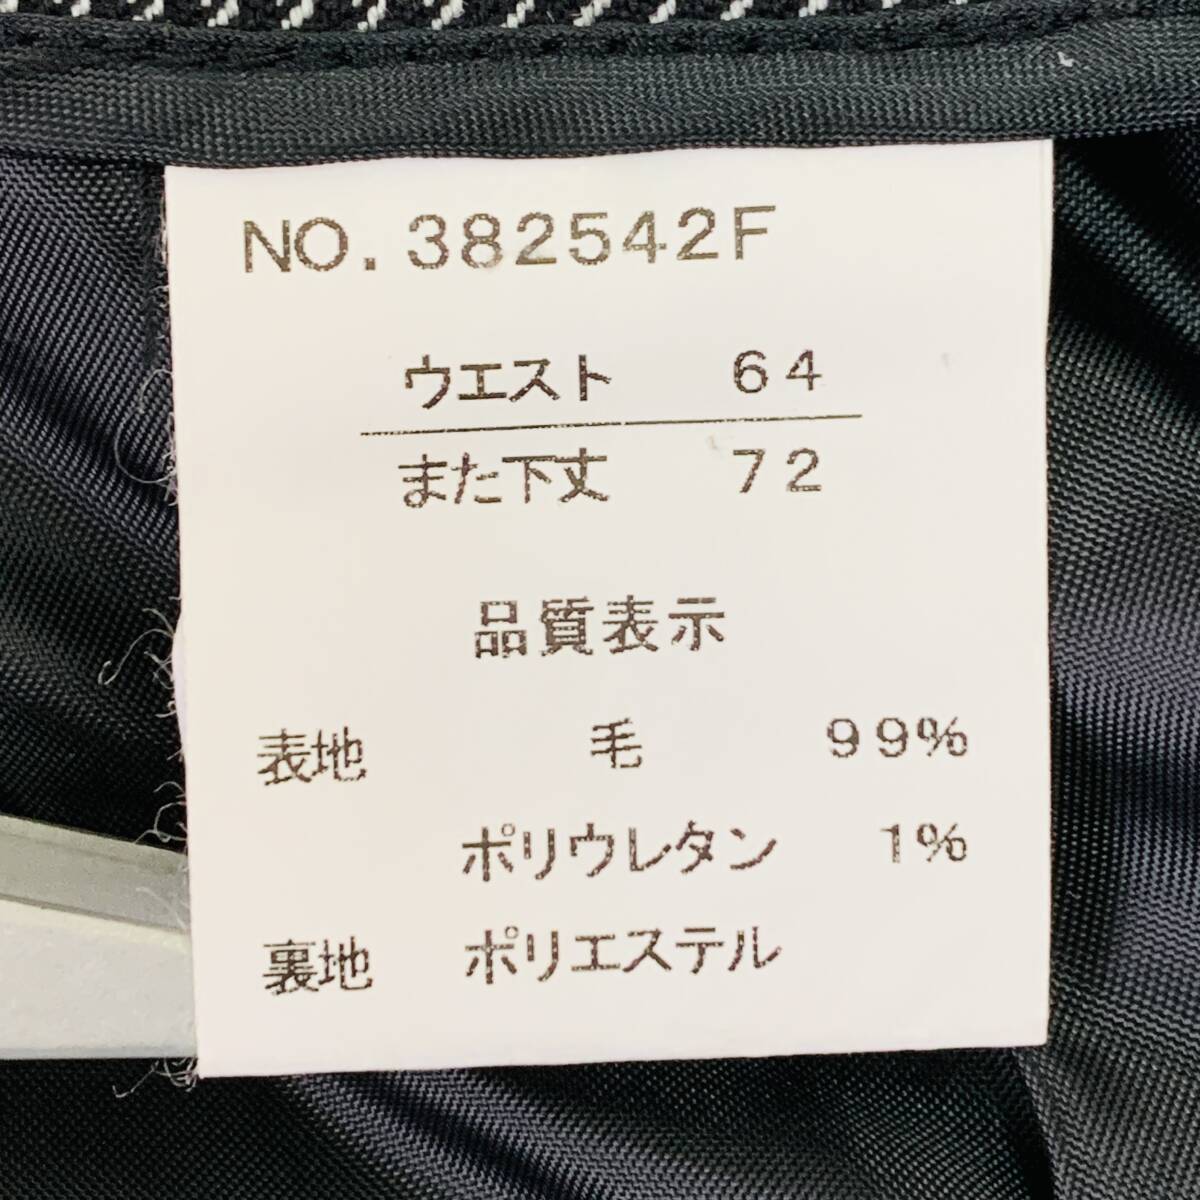 NO.382542F
ウエスト 64
また下丈 72
品質表示
表地 毛 99%
ポリウレタン 1%
裏地 ポリエステル